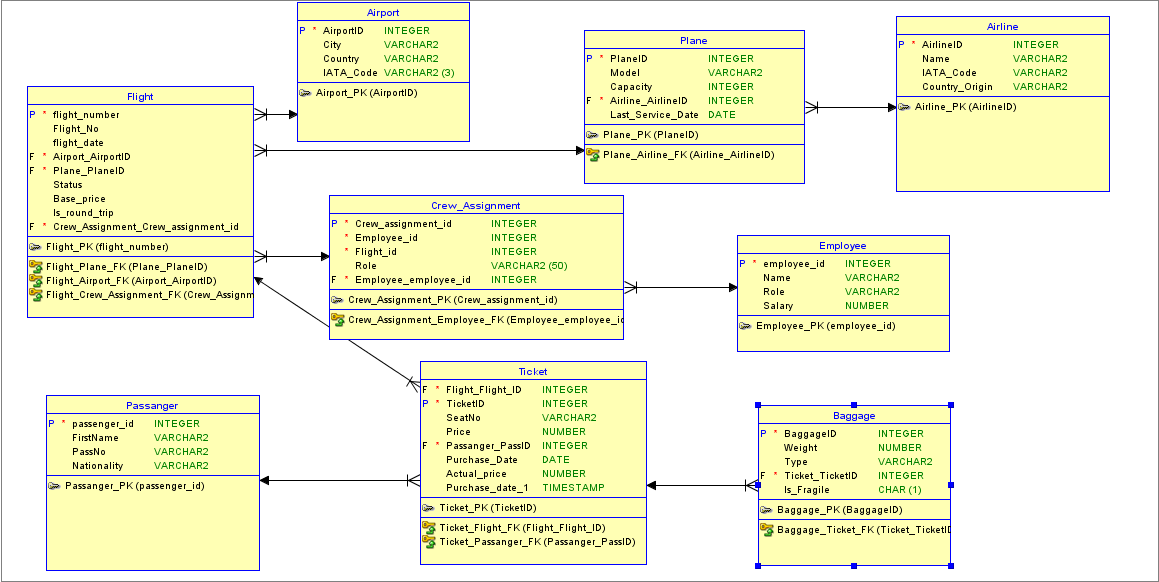 Airport
P * AirportID INTEGER
City VARCHAR2
Country VARCHAR2
IATA_Code VARCHAR2 (3)
Airport_PK (AirportID)
Plane
P * PlaneID INTEGER
Model VARCHAR2
Capacity INTEGER
F * Airline_AirlineID INTEGER
Last_Service_Date DATE
Plane_PK (PlaneID)
Plane_Airline_FK (Airline_AirlineID)
Airline
P * AirlineID INTEGER
Name VARCHAR2
IATA_Code VARCHAR2
Country_Origin VARCHAR2
Airline_PK (AirlineID)
Flight
P * flight_number
Flight_No
flight_date
F * Airport_AirportID
F * Plane_PlaneID
Status
Base_price
Is_round_trip
F * Crew_Assignment_Crew_assignment_id
Flight_PK (flight_number)
Flight_Plane_FK (Plane_PlaneID)
Flight_Airport_FK (Airport_AirportID)
Flight_Crew_Assignment_FK (Crew_Assignm
Crew_Assignment
P * Crew_assignment_id INTEGER
* Employee_id INTEGER
* Flight_id INTEGER
Role VARCHAR2 (50)
F * Employee_employee_id INTEGER
Crew_Assignment_PK (Crew_assignment_id)
Crew_Assignment_Employee_FK (Employee_employee_id
Employee
P * employee_id INTEGER
Name VARCHAR2
Role VARCHAR2
Salary NUMBER
Employee_PK (employee_id)
Passanger
P * passenger_id INTEGER
FirstName VARCHAR2
PassNo VARCHAR2
Nationality VARCHAR2
Passanger_PK (passenger_id)
Ticket
F * Flight_Flight_ID INTEGER
P * TicketID INTEGER
SeatNo VARCHAR2
Price NUMBER
F * Passanger_PassID INTEGER
Purchase_Date DATE
Actual_price NUMBER
Purchase_date_1 TIMESTAMP
Ticket_PK (TicketID)
Ticket_Flight_FK (Flight_Flight_ID)
Ticket_Passanger_FK (Passanger_PassID)
Baggage
P * BaggageID INTEGER
Weight NUMBER
Type VARCHAR2
F * Ticket_TicketID INTEGER
Is_Fragile CHAR (1)
Baggage_PK (BaggageID)
Baggage_Ticket_FK (Ticket_TicketID